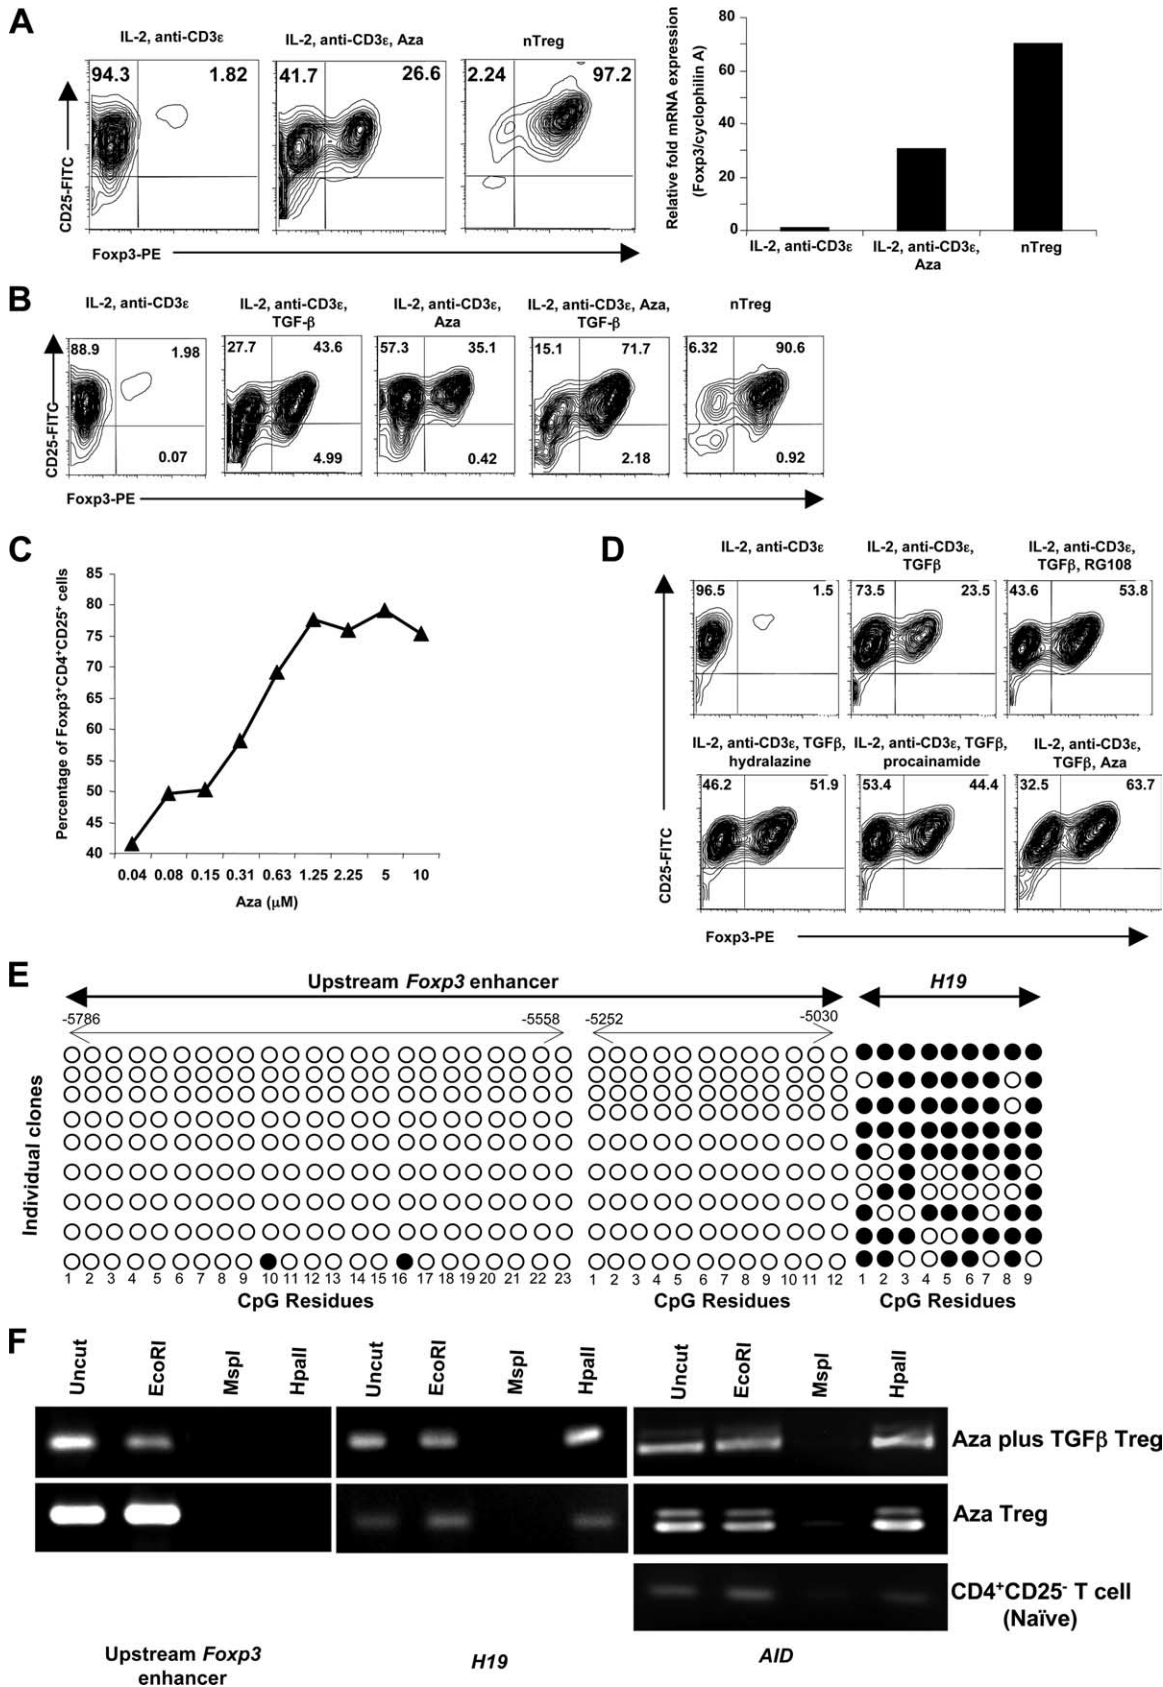 A
IL-2, anti-CD3ε
IL-2, anti-CD3ε, Aza
nTreg
94.3 1.82
41.7 26.6
2.24 97.2
CD25-FITC
Foxp3-PE
Relative fold mRNA expression
(Foxp3/cyclophilin A)
80
60
40
20
0
IL-2, anti-CD3ε
IL-2, anti-CD3ε,
Aza
nTreg
B
IL-2, anti-CD3ε
IL-2, anti-CD3ε,
TGF-β
IL-2, anti-CD3ε,
Aza
IL-2, anti-CD3ε, Aza,
TGF-β
nTreg
88.9 1.98
0.07
27.7 43.6
4.99
57.3 35.1
0.42
15.1 71.7
2.18
6.32 90.6
0.92
CD25-FITC
Foxp3-PE
C
Percentage of Foxp3⁺CD4⁺CD25⁺ cells
85
80
75
70
65
60
55
50
45
40
0.04 0.08 0.15 0.31 0.63 1.25 2.25 5 10
Aza (μM)
D
IL-2, anti-CD3ε
IL-2, anti-CD3ε,
TGFβ
IL-2, anti-CD3ε,
TGFβ, RG108
96.5 1.5
73.5 23.5
43.6 53.8
IL-2, anti-CD3ε, TGFβ,
hydralazine
IL-2, anti-CD3ε, TGFβ,
procainamide
IL-2, anti-CD3ε,
TGFβ, Aza
46.2 51.9
53.4 44.4
32.5 63.7
CD25-FITC
Foxp3-PE
E
Upstream Foxp3 enhancer
H19
-5786 -5558
-5252 -5030
Individual clones
1 2 3 4 5 6 7 8 9 10 11 12 13 14 15 16 17 18 19 20 21 22 23
1 2 3 4 5 6 7 8 9 10 11 12
1 2 3 4 5 6 7 8 9
CpG Residues
CpG Residues
CpG Residues
F
Uncut EcoRI MspI HpaII
Uncut EcoRI MspI HpaII
Uncut EcoRI MspI HpaII
Aza plus TGFβ Treg
Aza Treg
CD4⁺CD25⁻ T cell
(Naïve)
Upstream Foxp3
enhancer
H19
AID